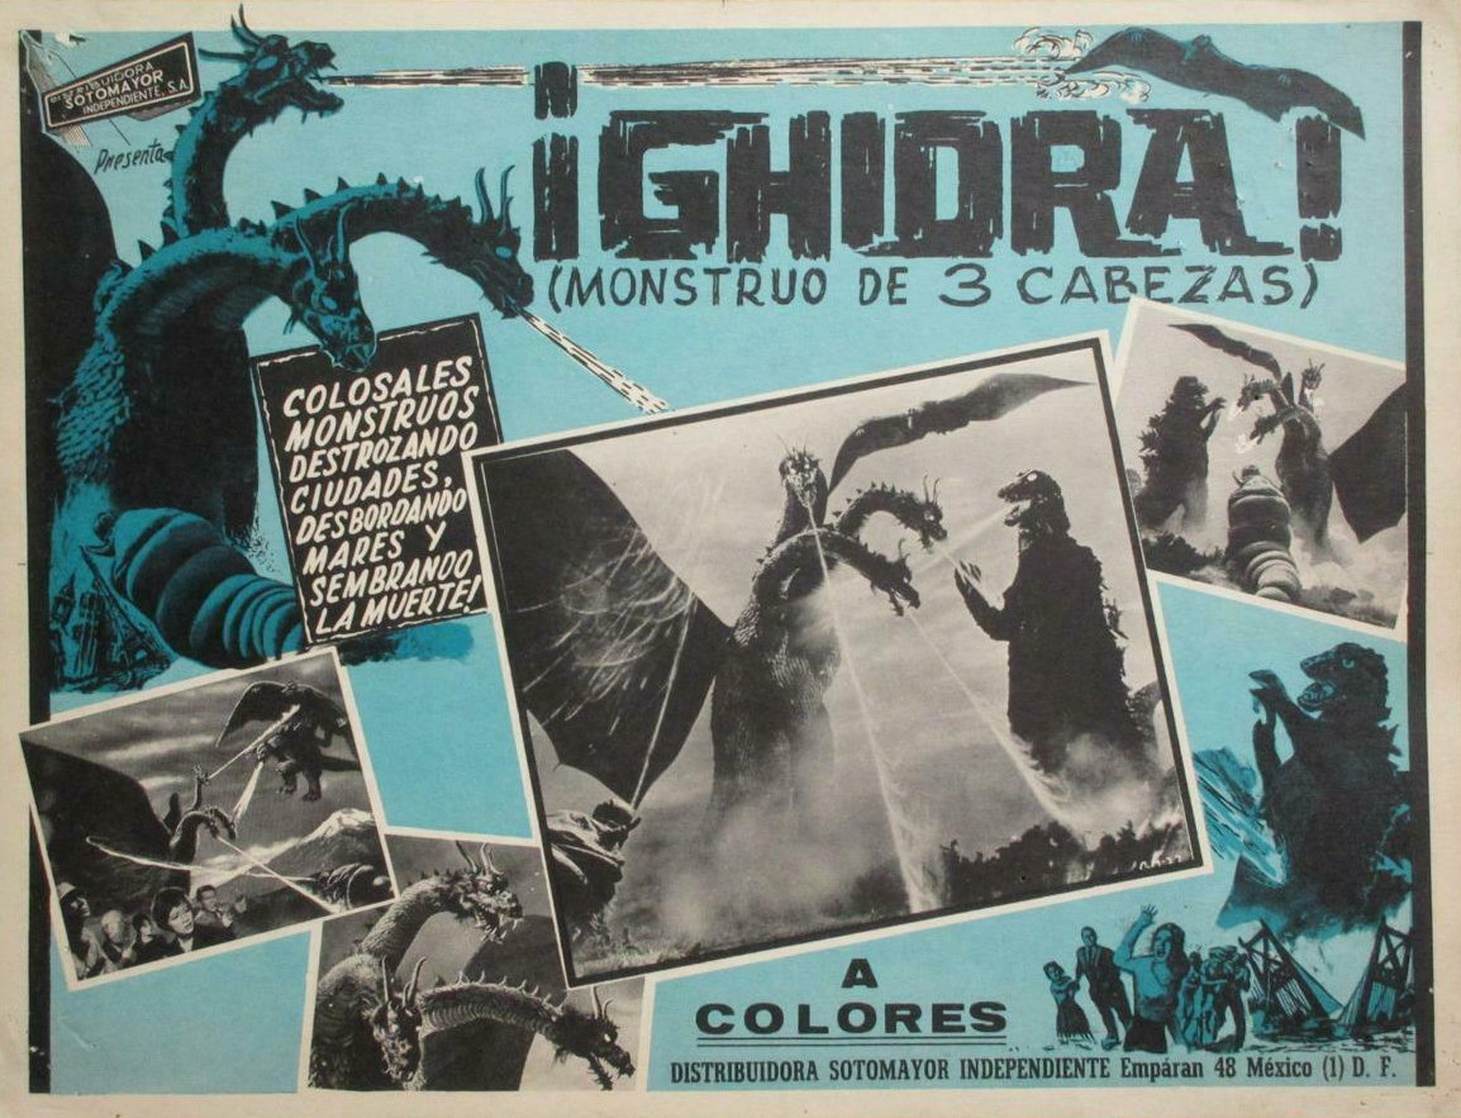 DISTRIBUIDORA
SOTOMAYOR
INDEPENDIENTE, S.A.
Presenta
¡GHIDRA!
(MONSTRUO DE 3 CABEZAS)
COLOSALES
MONSTRUOS
DESTROZANDO
CIUDADES,
DESBORDANDO
MARES Y
SEMBRANDO
LA MUERTE!
A
COLORES
DISTRIBUIDORA SOTOMAYOR INDEPENDIENTE Empáran 48 México (1) D. F.